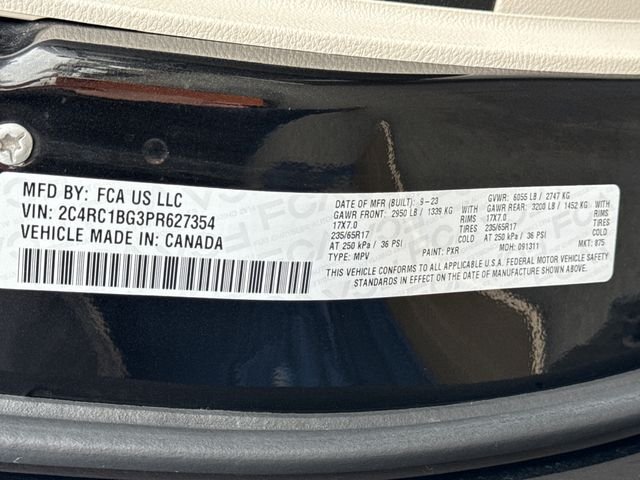 MFD BY: FCA US LLC
VIN: 2C4RC1BG3PR627354
VEHICLE MADE IN: CANADA
DATE OF MFR (BUILT): 9-23 GVWR: 6055 LB / 2747 KG
GAWR FRONT: 2950 LB / 1339 KG WITH GAWR REAR: 3200 LB / 1452 KG WITH
17X7.0 RIMS 17X7.0 RIMS
235/65R17 TIRES 235/65R17 TIRES
AT 250 kPa / 36 PSI COLD AT 250 kPa / 36 PSI COLD
TYPE: MPV PAINT: PXR MDH: 091311 MKT: 875
THIS VEHICLE CONFORMS TO ALL APPLICABLE U.S.A. FEDERAL MOTOR VEHICLE SAFETY
STANDARDS IN EFFECT ON THE DATE OF MANUFACTURE SHOWN ABOVE.